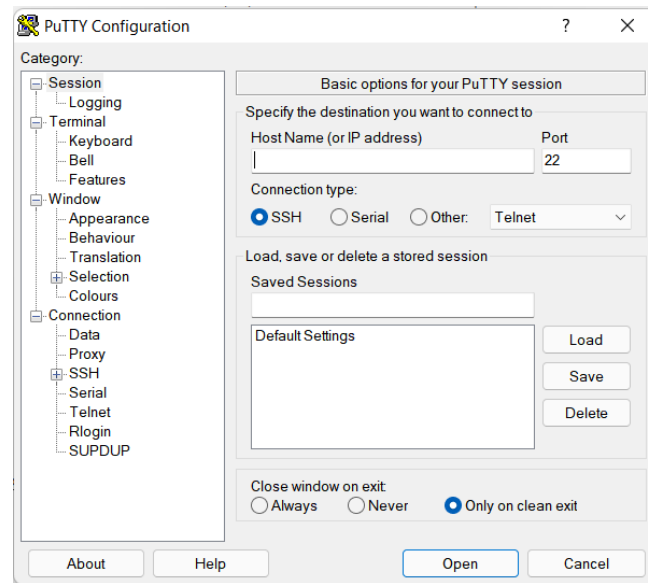 PuTTY Configuration
? X
Category:
Session
Logging
Terminal
Keyboard
Bell
Features
Window
Appearance
Behaviour
Translation
Selection
Colours
Connection
Data
Proxy
SSH
Serial
Telnet
Rlogin
SUPDUP
Basic options for your PuTTY session
Specify the destination you want to connect to
Host Name (or IP address) Port
22
Connection type:
SSH Serial Other: Telnet
Load, save or delete a stored session
Saved Sessions
Default Settings
Load
Save
Delete
Close window on exit:
Always Never Only on clean exit
About Help Open Cancel